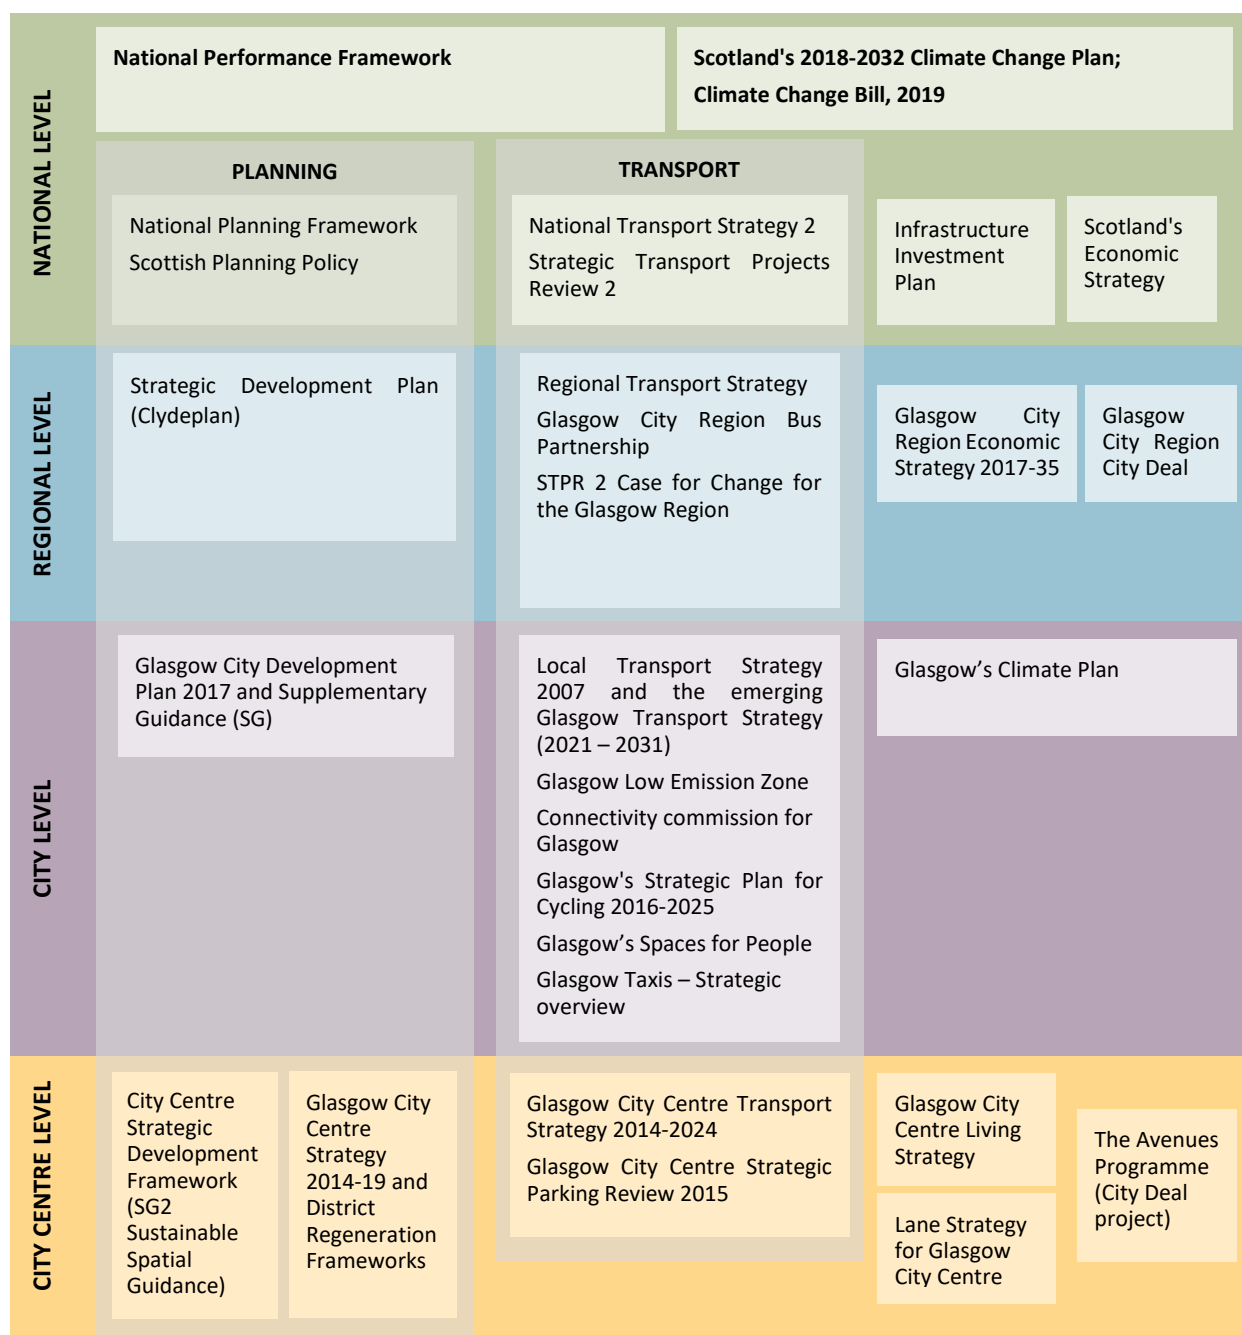 NATIONAL LEVEL
National Performance Framework
Scotland's 2018-2032 Climate Change Plan;
Climate Change Bill, 2019
PLANNING
National Planning Framework
Scottish Planning Policy
TRANSPORT
National Transport Strategy 2
Strategic Transport Projects
Review 2
Infrastructure
Investment
Plan
Scotland's
Economic
Strategy
REGIONAL LEVEL
Strategic Development Plan
(Clydeplan)
Regional Transport Strategy
Glasgow City Region Bus
Partnership
STPR 2 Case for Change for
the Glasgow Region
Glasgow City
Region Economic
Strategy 2017-35
Glasgow
City Region
City Deal
CITY LEVEL
Glasgow City Development
Plan 2017 and Supplementary
Guidance (SG)
Local Transport Strategy
2007 and the emerging
Glasgow Transport Strategy
(2021 – 2031)
Glasgow Low Emission Zone
Connectivity commission for
Glasgow
Glasgow's Strategic Plan for
Cycling 2016-2025
Glasgow’s Spaces for People
Glasgow Taxis – Strategic
overview
Glasgow’s Climate Plan
CITY CENTRE LEVEL
City Centre
Strategic
Development
Framework
(SG2
Sustainable
Spatial
Guidance)
Glasgow City
Centre
Strategy
2014-19 and
District
Regeneration
Frameworks
Glasgow City Centre Transport
Strategy 2014-2024
Glasgow City Centre Strategic
Parking Review 2015
Glasgow City
Centre Living
Strategy
Lane Strategy
for Glasgow
City Centre
The Avenues
Programme
(City Deal
project)